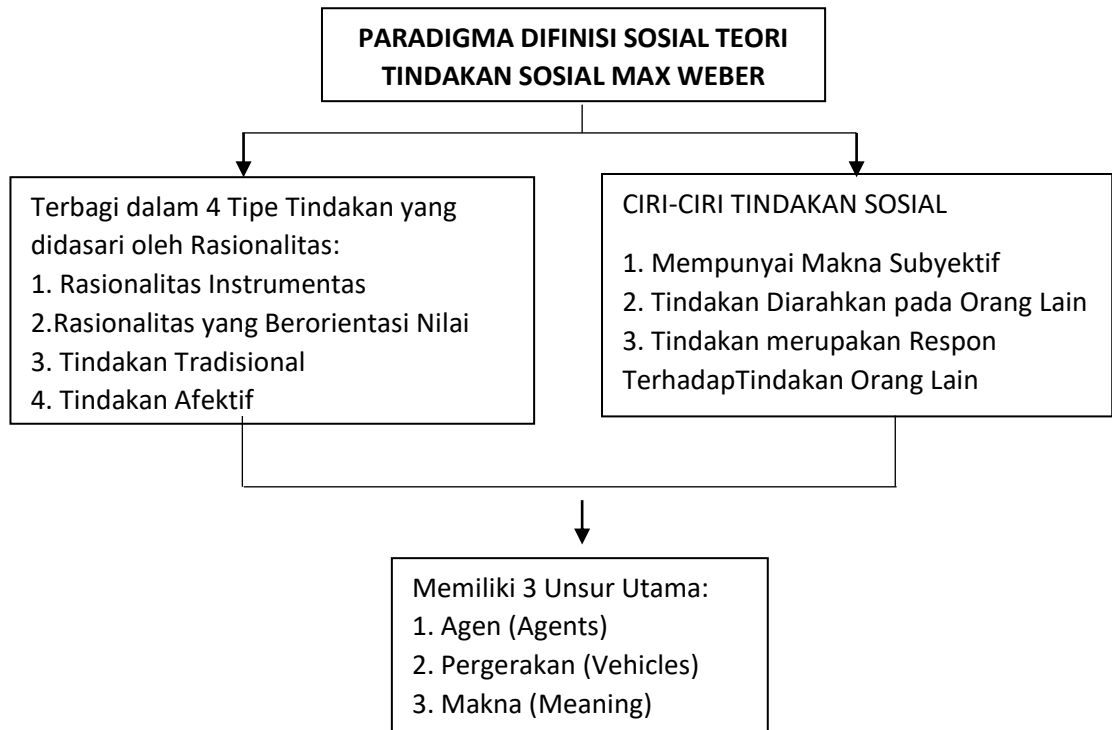 PARADIGMA DIFINISI SOSIAL TEORI
TINDAKAN SOSIAL MAX WEBER
Terbagi dalam 4 Tipe Tindakan yang
didasari oleh Rasionalitas:
1. Rasionalitas Instrumentas
2.Rasionalitas yang Berorientasi Nilai
3. Tindakan Tradisional
4. Tindakan Afektif
CIRI-CIRI TINDAKAN SOSIAL
1. Mempunyai Makna Subyektif
2. Tindakan Diarahkan pada Orang Lain
3. Tindakan merupakan Respon
TerhadapTindakan Orang Lain
Memiliki 3 Unsur Utama:
1. Agen (Agents)
2. Pergerakan (Vehicles)
3. Makna (Meaning)